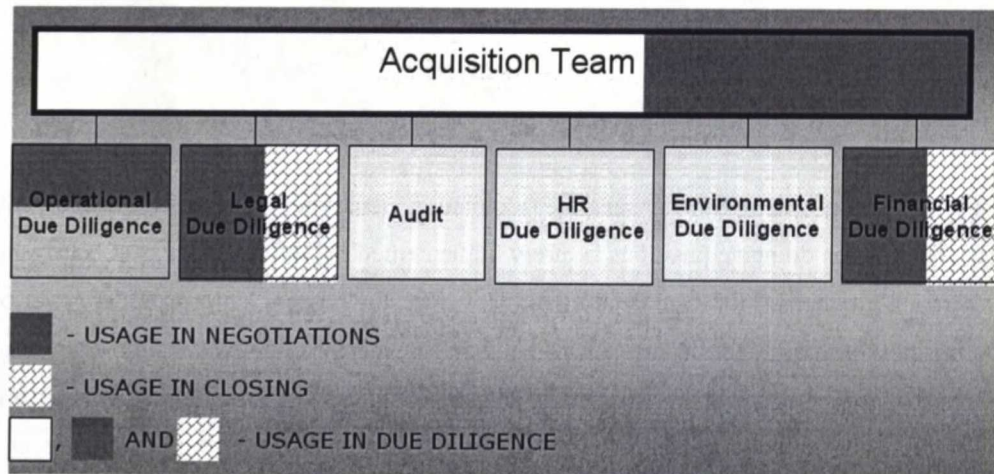 Acquisition Team
Operational
Due Diligence
Legal
Due Diligence
Audit
HR
Due Diligence
Environmental
Due Diligence
Financial
Due Diligence
- USAGE IN NEGOTIATIONS
- USAGE IN CLOSING
, AND - USAGE IN DUE DILIGENCE